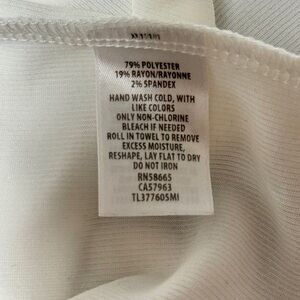 79% POLYESTER
19% RAYON/RAYONNE
2% SPANDEX
HAND WASH COLD, WITH
LIKE COLORS
ONLY NON-CHLORINE
BLEACH IF NEEDED
ROLL IN TOWEL TO REMOVE
EXCESS MOISTURE,
RESHAPE, LAY FLAT TO DRY
DO NOT IRON
RN58665
CA57963
TL37760SMI